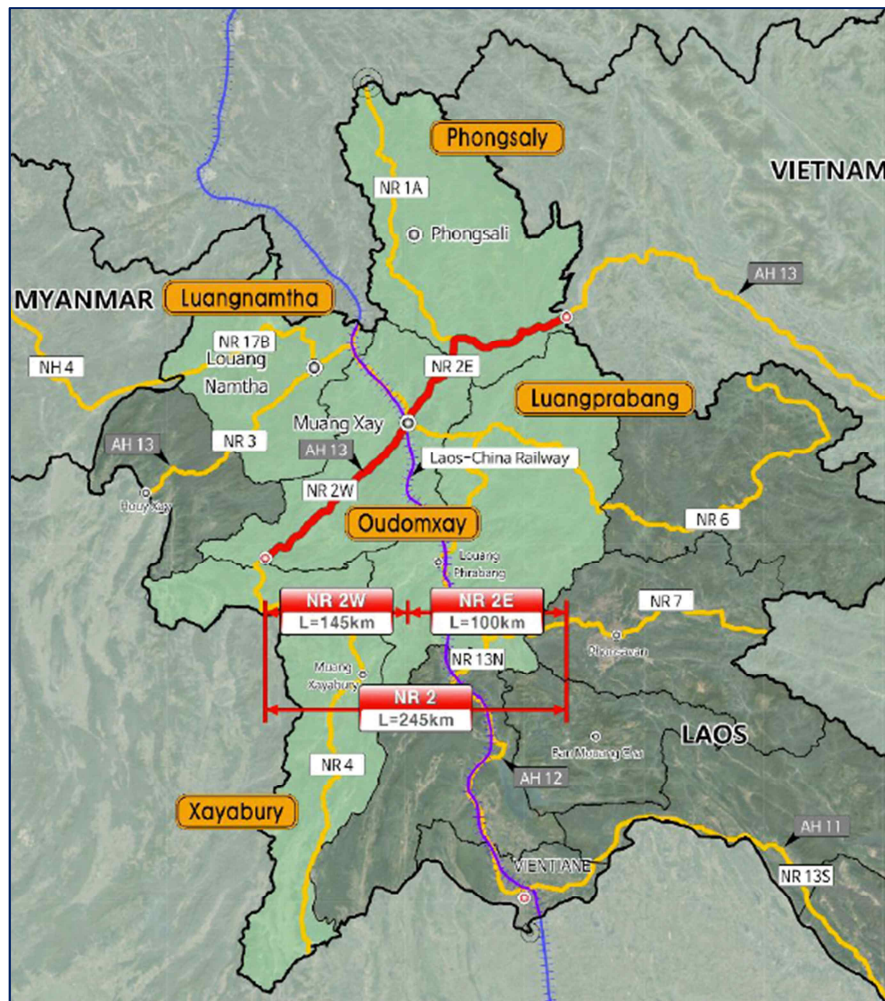 Phongsaly
NR 1A
VIETNAM
Phongsali
AH 13
MYANMAR
Luangnamtha
NR 17B
Louang
Namtha
NH 4
NR 2E
Luangprabang
Muang Xay
AH 13
NR 3
AH 13
Laos-China Railway
NR 2W
Houy Xay
Oudomxay
NR 6
Louang
Phrabang
NR 2W
L=145km
NR 2E
L=100km
NR 7
NR 13N
Phonsavan
Muang
Xayabury
NR 2
L=245km
LAOS
NR 4
AH 12
Xayabury
AH 11
VIENTIANE
NR 13S